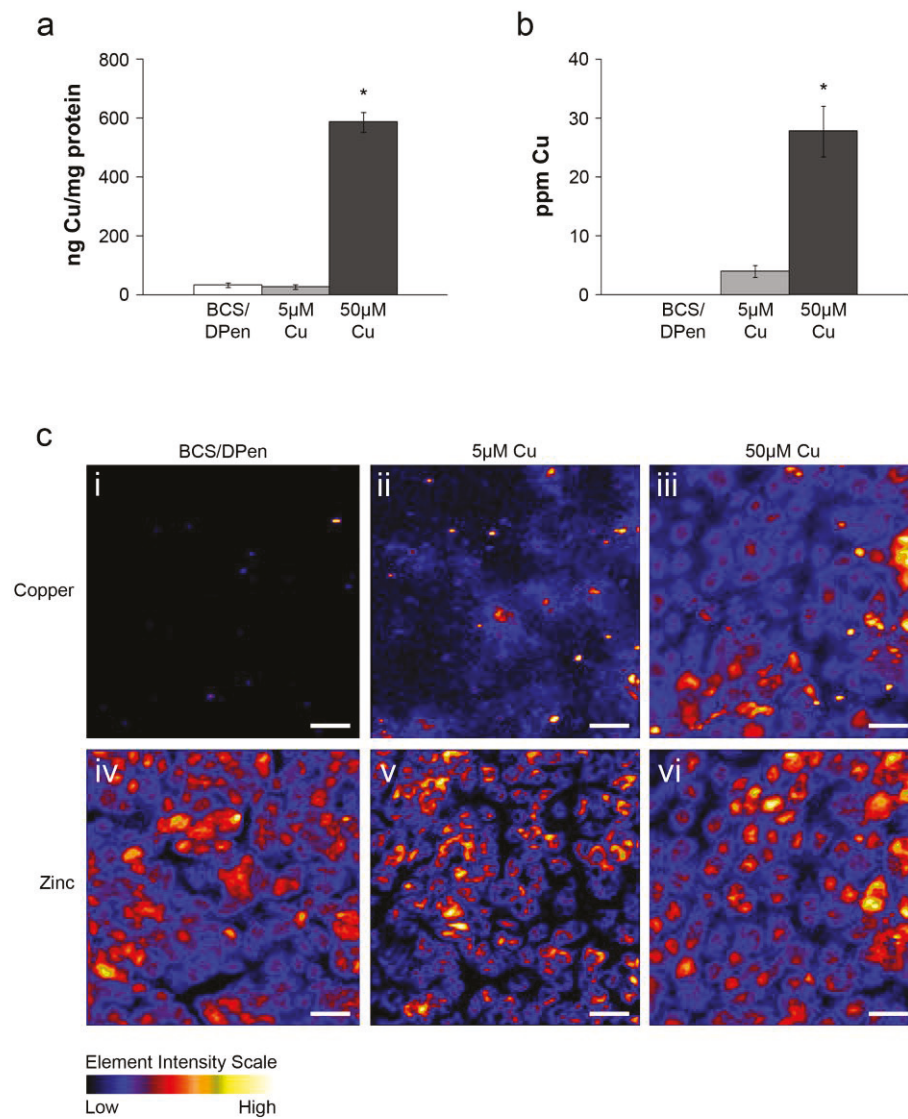 a
800
600
400
200
0
ng Cu/mg protein
*
BCS/
DPen
5µM
Cu
50µM
Cu
b
40
30
20
10
0
ppm Cu
*
BCS/
DPen
5µM
Cu
50µM
Cu
c
BCS/DPen
5µM Cu
50µM Cu
Copper
i
ii
iii
Zinc
iv
v
vi
Element Intensity Scale
Low
High